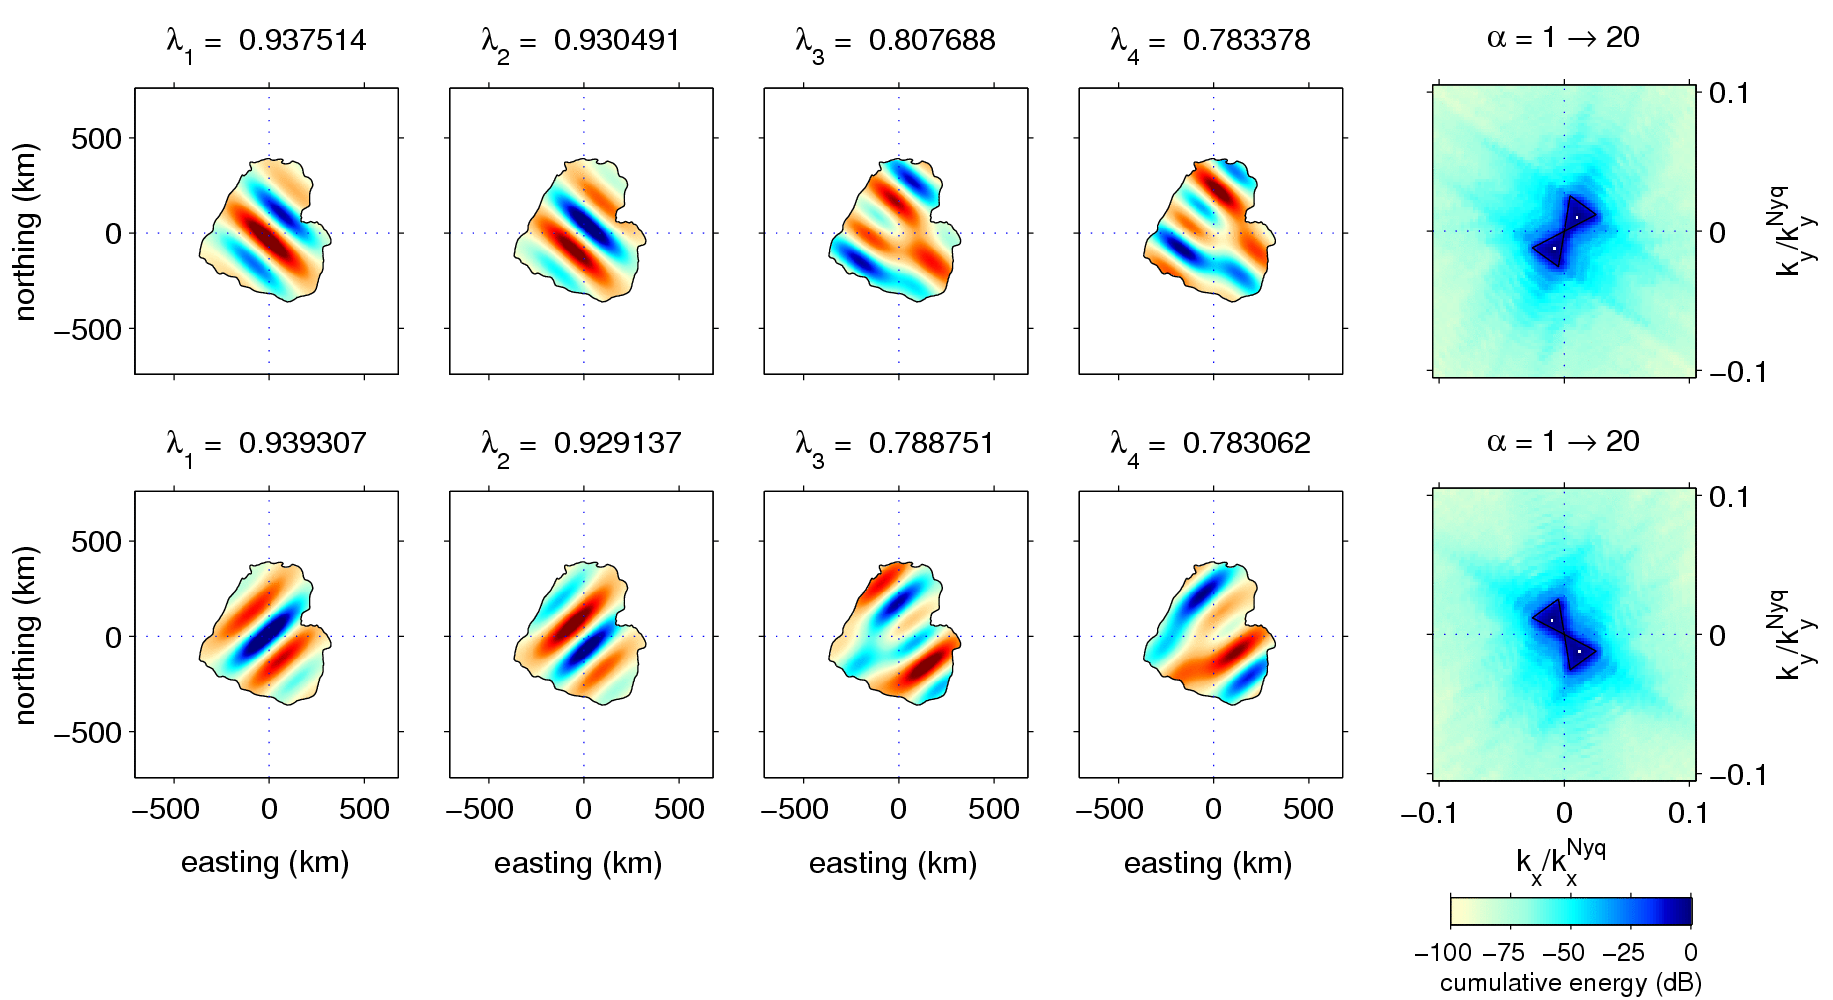 λ1 = 0.937514
λ2 = 0.930491
λ3 = 0.807688
λ4 = 0.783378
α = 1 → 20
northing (km)
500
0
−500
0.1
0
−0.1
ky/kyNyq
λ1 = 0.939307
λ2 = 0.929137
λ3 = 0.788751
λ4 = 0.783062
α = 1 → 20
northing (km)
500
0
−500
0.1
0
−0.1
ky/kyNyq
−500 0 500
−500 0 500
−500 0 500
−500 0 500
−0.1 0 0.1
easting (km)
easting (km)
easting (km)
easting (km)
kx/kxNyq
−100 −75 −50 −25 0
cumulative energy (dB)